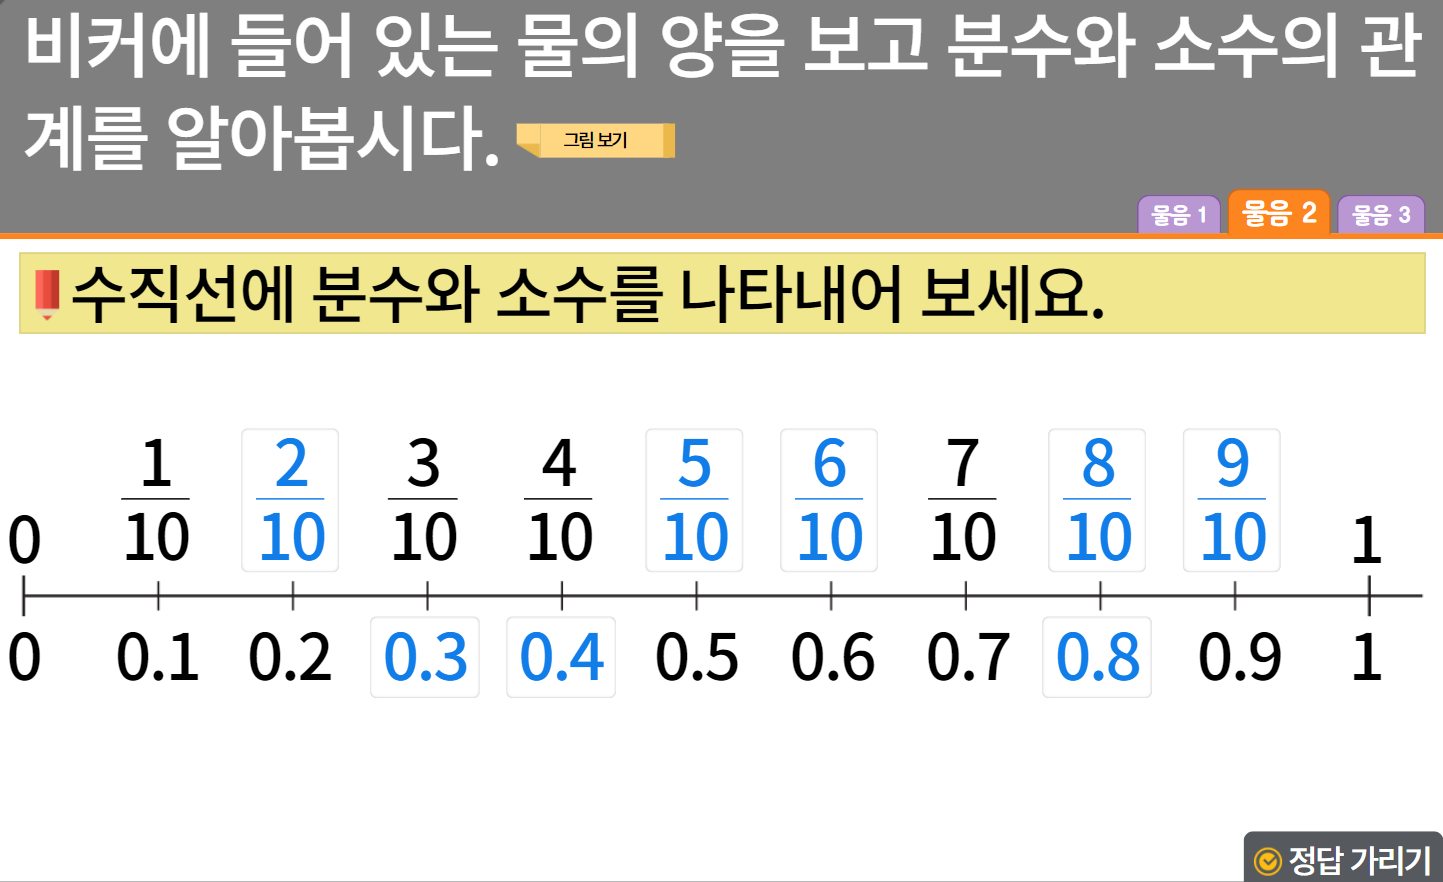 비커에 들어 있는 물의 양을 보고 분수와 소수의 관
계를 알아봅시다. 그림 보기
물음 1 물음 2 물음 3
수직선에 분수와 소수를 나타내어 보세요.
0 1/10 2/10 3/10 4/10 5/10 6/10 7/10 8/10 9/10 1
0 0.1 0.2 0.3 0.4 0.5 0.6 0.7 0.8 0.9 1
정답 가리기